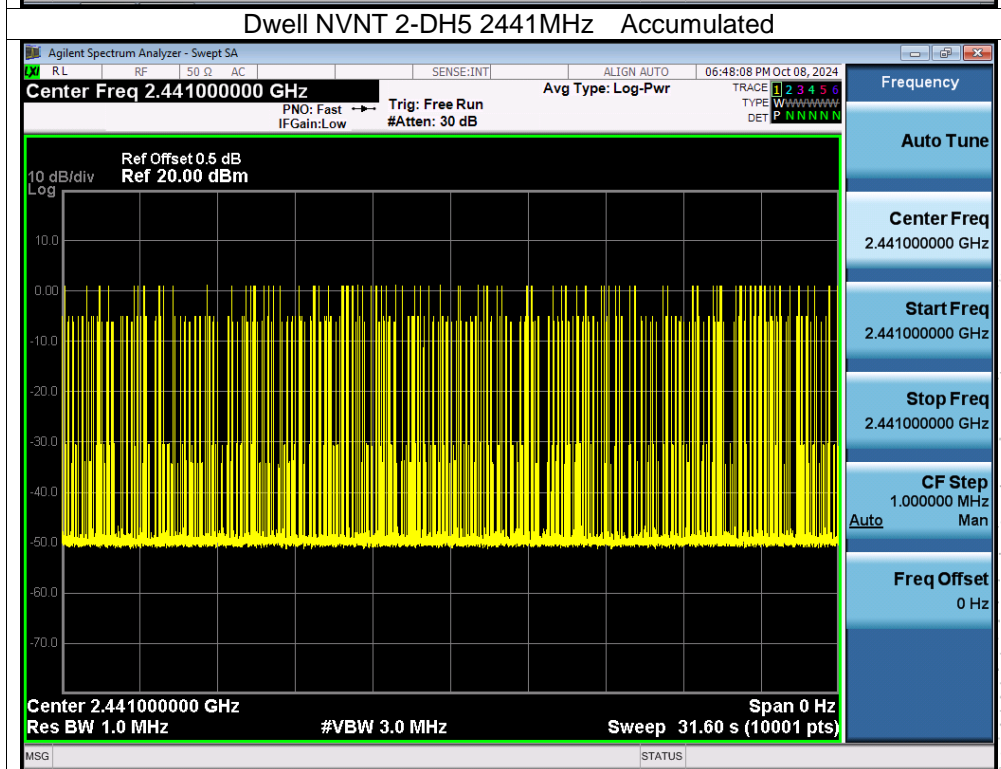 Dwell NVNT 2-DH5 2441MHz Accumulated
Agilent Spectrum Analyzer - Swept SA
LXI RL RF 50 Ω AC SENSE:INT ALIGN AUTO 06:48:08 PM Oct 08, 2024
Center Freq 2.441000000 GHz
PNO: Fast
IFGain:Low
Trig: Free Run
#Atten: 30 dB
Avg Type: Log-Pwr
TRACE 1 2 3 4 5 6
TYPE WWWWWWW
DET P N N N N N
Frequency
Auto Tune
Center Freq
2.441000000 GHz
Start Freq
2.441000000 GHz
Stop Freq
2.441000000 GHz
CF Step
1.000000 MHz
Auto Man
Freq Offset
0 Hz
Ref Offset 0.5 dB
10 dB/div Ref 20.00 dBm
Log
10.0
0.00
-10.0
-20.0
-30.0
-40.0
-50.0
-60.0
-70.0
Center 2.441000000 GHz Span 0 Hz
Res BW 1.0 MHz #VBW 3.0 MHz Sweep 31.60 s (10001 pts)
MSG STATUS